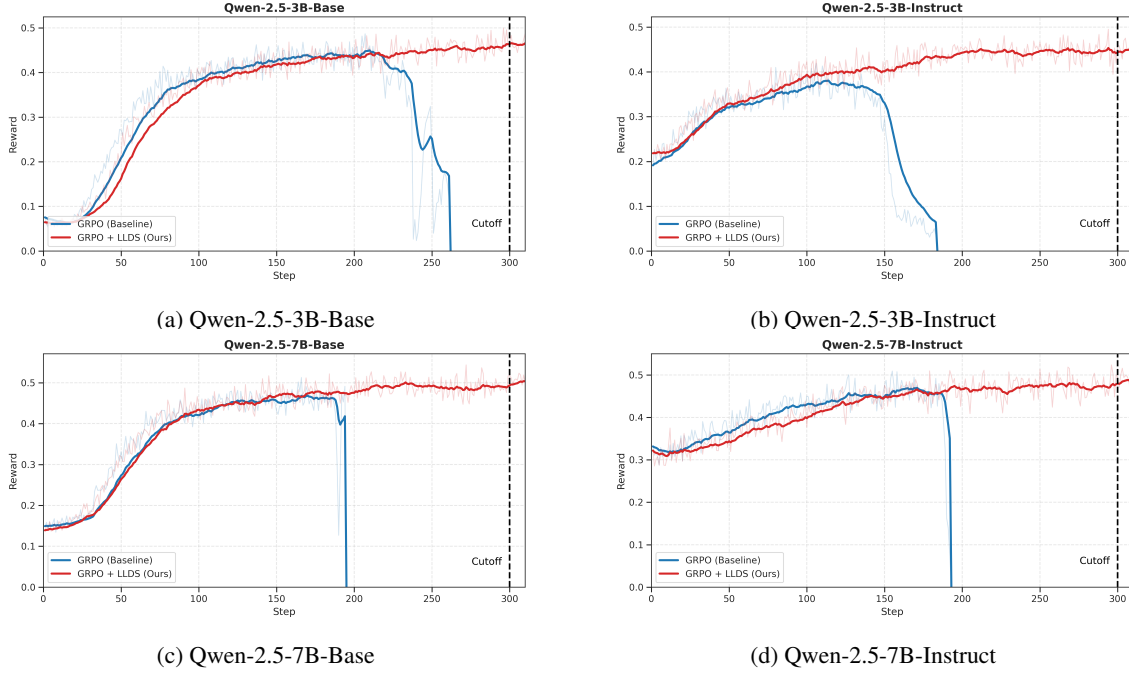 Qwen-2.5-3B-Base
0.5
0.4
0.3
0.2
0.1
0.0
Reward
GRPO (Baseline)
GRPO + LLDS (Ours)
Cutoff
0 50 100 150 200 250 300
Step
(a) Qwen-2.5-3B-Base
Qwen-2.5-3B-Instruct
0.5
0.4
0.3
0.2
0.1
0.0
Reward
GRPO (Baseline)
GRPO + LLDS (Ours)
Cutoff
0 50 100 150 200 250 300
Step
(b) Qwen-2.5-3B-Instruct
Qwen-2.5-7B-Base
0.5
0.4
0.3
0.2
0.1
0.0
Reward
GRPO (Baseline)
GRPO + LLDS (Ours)
Cutoff
0 50 100 150 200 250 300
Step
(c) Qwen-2.5-7B-Base
Qwen-2.5-7B-Instruct
0.5
0.4
0.3
0.2
0.1
0.0
Reward
GRPO (Baseline)
GRPO + LLDS (Ours)
Cutoff
0 50 100 150 200 250 300
Step
(d) Qwen-2.5-7B-Instruct